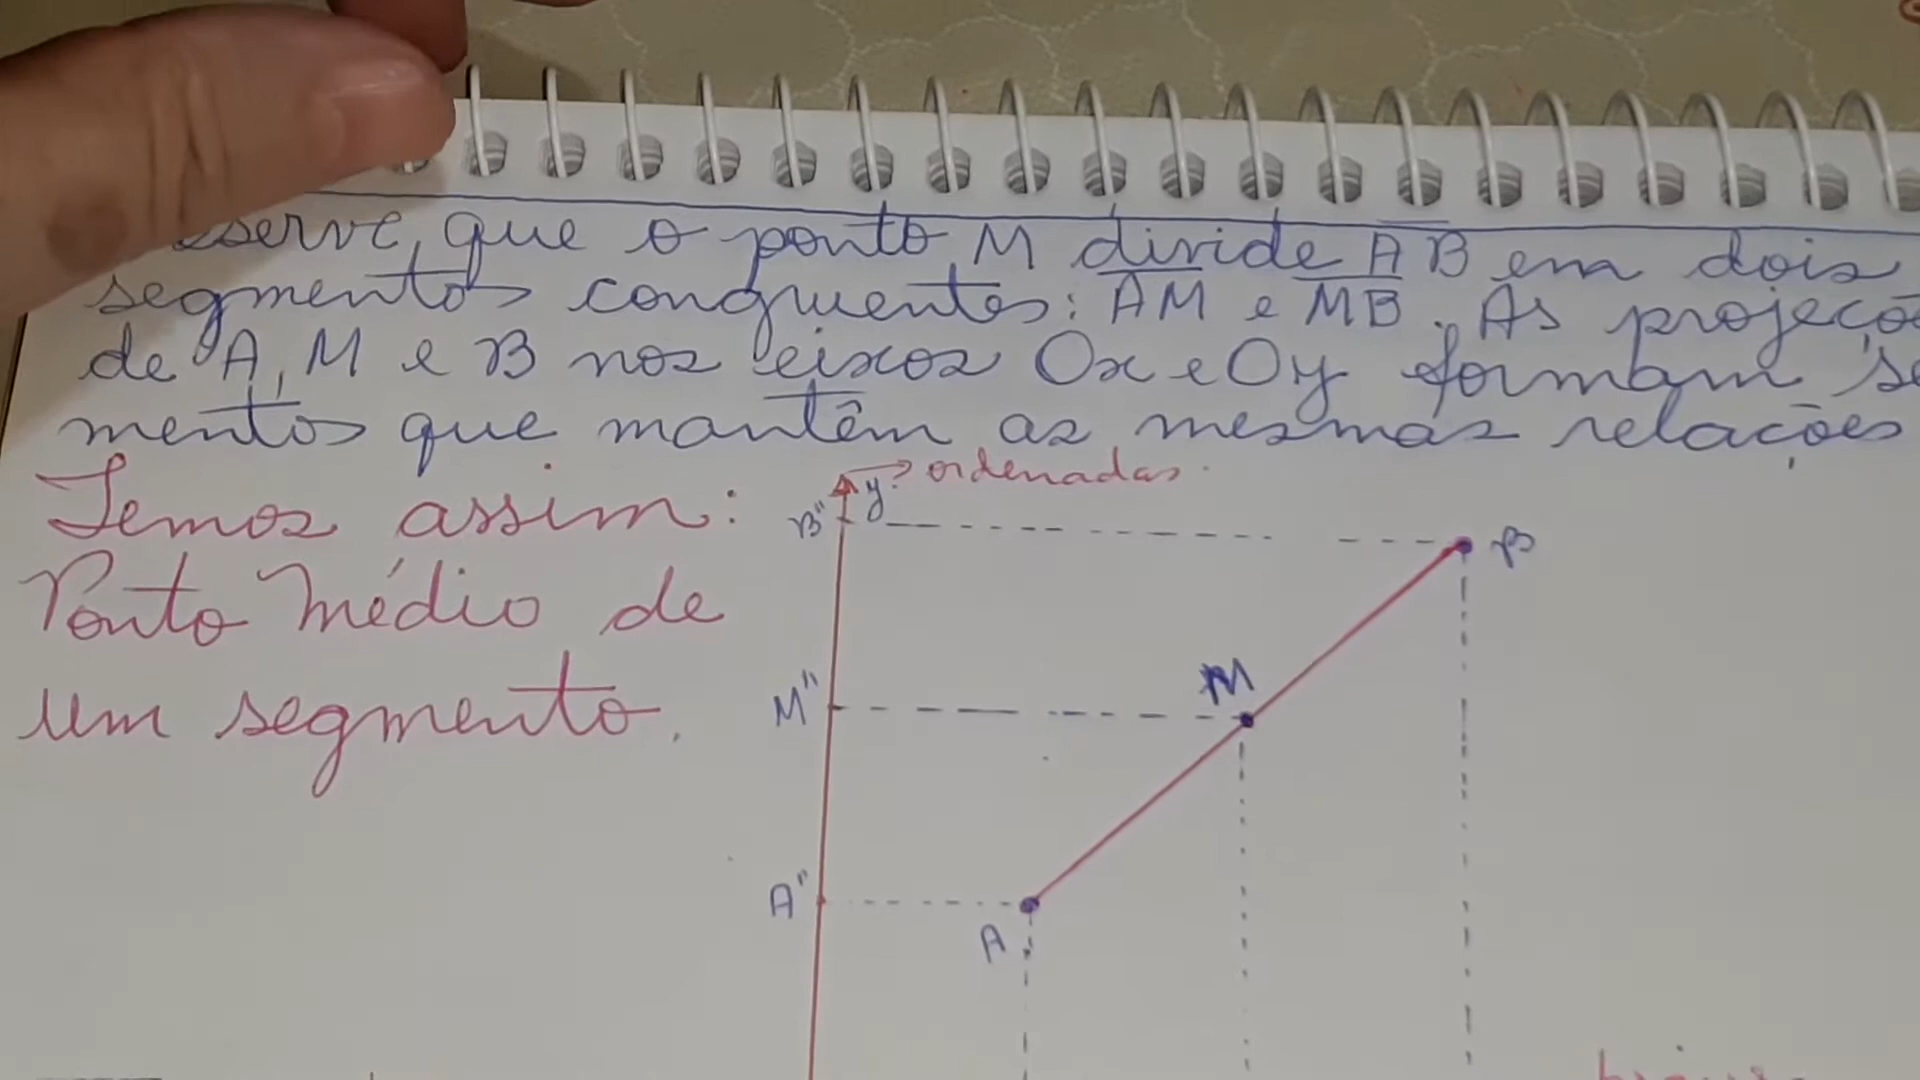 que o ponto M divide AB em dois
segmentos congruentes: AM e MB. As
de A, M e B nos eixos Ox e Oy formam
mentos que mantêm as mesmas relações
Temos assim:
Ponto médio de
um segmento.
y → ordenadas
B"
B
M
M"
A"
A